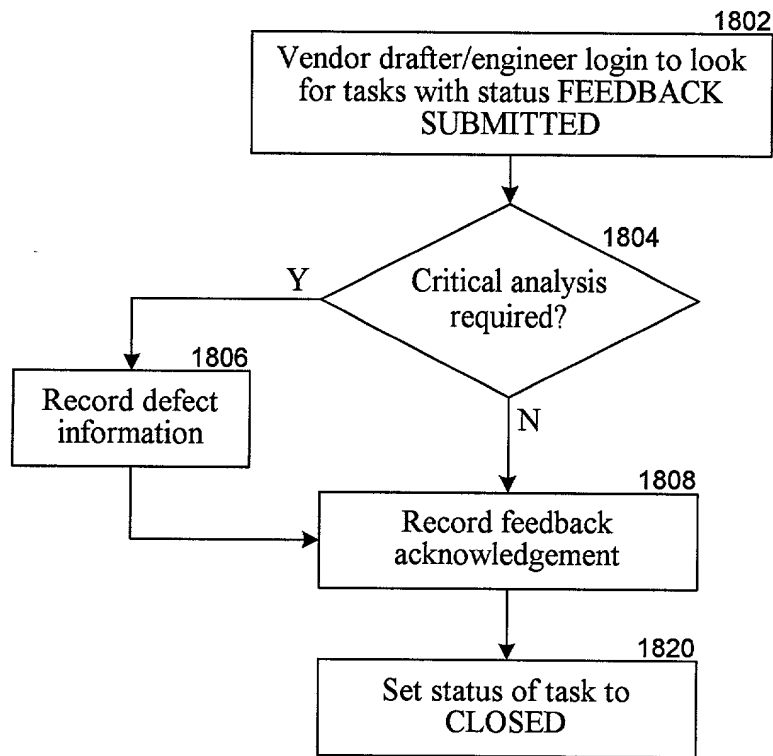 1802
Vendor drafter/engineer login to look
for tasks with status FEEDBACK
SUBMITTED
1804
Critical analysis
required?
Y
N
1806
Record defect
information
1808
Record feedback
acknowledgement
1820
Set status of task to
CLOSED